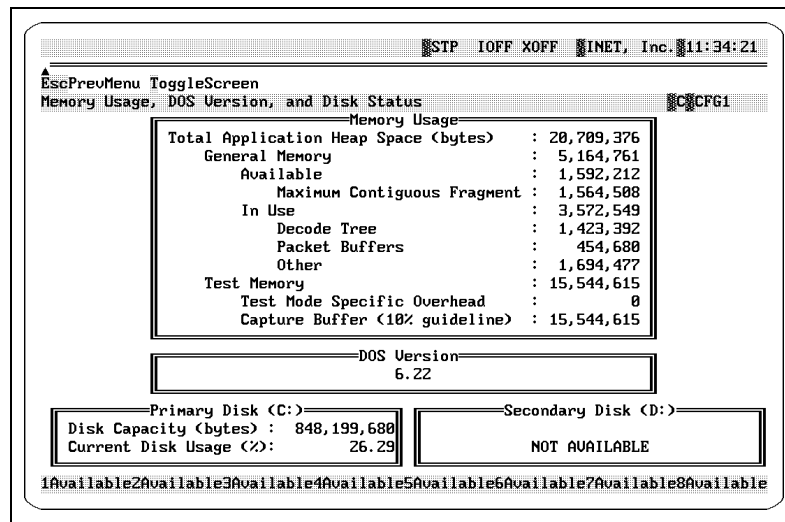 STP IOFF XOFF INET, Inc. 11:34:21
EscPrevMenu ToggleScreen
Memory Usage, DOS Version, and Disk Status C CFG1
Memory Usage
Total Application Heap Space (bytes) : 20,709,376
General Memory : 5,164,761
Available : 1,592,212
Maximum Contiguous Fragment : 1,564,508
In Use : 3,572,549
Decode Tree : 1,423,392
Packet Buffers : 454,680
Other : 1,694,477
Test Memory : 15,544,615
Test Mode Specific Overhead : 0
Capture Buffer (10% guideline) : 15,544,615
DOS Version
6.22
Primary Disk (C:)
Disk Capacity (bytes) : 848,199,680
Current Disk Usage (%): 26.29
Secondary Disk (D:)
NOT AVAILABLE
1Available2Available3Available4Available5Available6Available7Available8Available